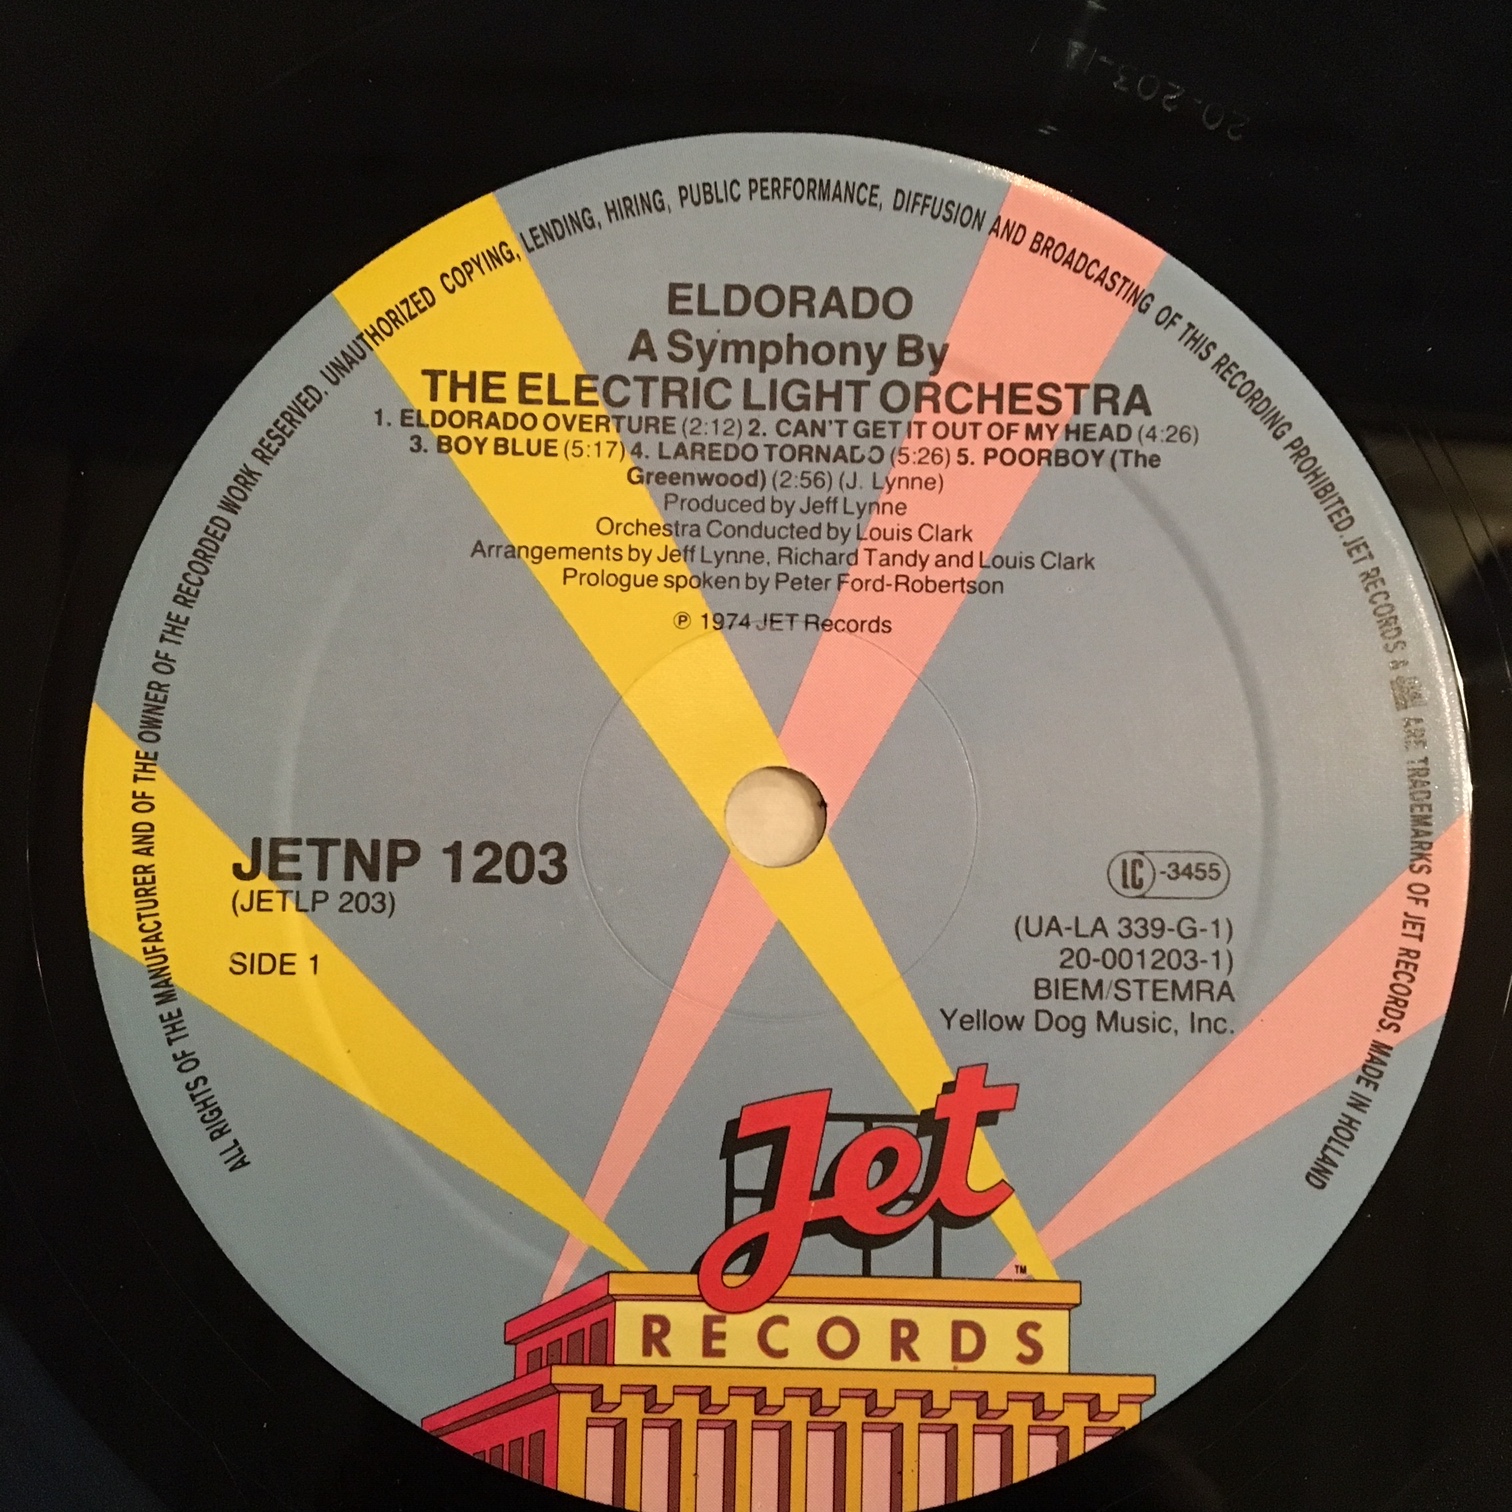 20-203-1A
ALL RIGHTS OF THE MANUFACTURER AND OF THE OWNER OF THE RECORDED WORK RESERVED. UNAUTHORIZED COPYING, LENDING, HIRING, PUBLIC PERFORMANCE, DIFFUSION AND BROADCASTING OF THIS RECORDING PROHIBITED. JET RECORDS & ARE TRADEMARKS OF JET RECORDS. MADE IN HOLLAND
ELDORADO
A Symphony By
THE ELECTRIC LIGHT ORCHESTRA
1. ELDORADO OVERTURE (2:12) 2. CAN'T GET IT OUT OF MY HEAD (4:26)
3. BOY BLUE (5:17) 4. LAREDO TORNADO (5:26) 5. POORBOY (The
Greenwood) (2:56) (J. Lynne)
Produced by Jeff Lynne
Orchestra Conducted by Louis Clark
Arrangements by Jeff Lynne, Richard Tandy and Louis Clark
Prologue spoken by Peter Ford-Robertson
℗ 1974 JET Records
JETNP 1203
(JETLP 203)
SIDE 1
LC-3455
(UA-LA 339-G-1)
20-001203-1)
BIEM/STEMRA
Yellow Dog Music, Inc.
Jet
TM
RECORDS